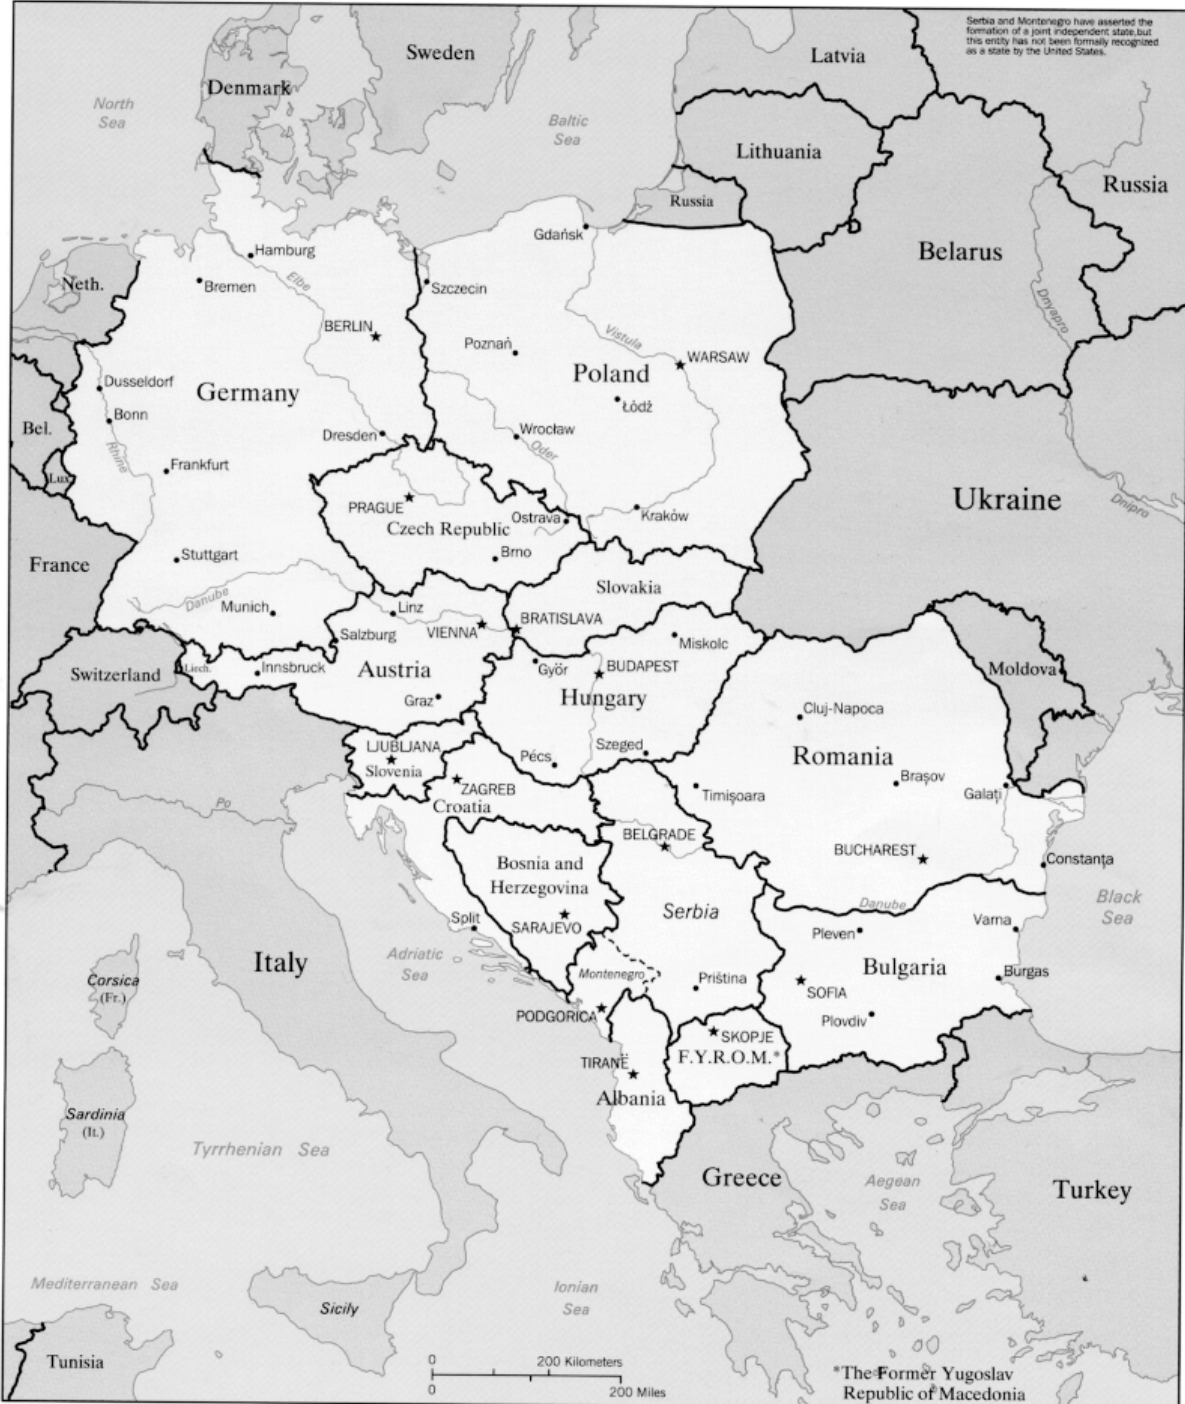 Serbia and Montenegro have asserted the
formation of a joint independent state,but
this entity has not been formally recognized
as a state by the United States.
Sweden
Denmark
Latvia
North
Sea
Baltic
Sea
Lithuania
Russia
Russia
Gdańsk
Hamburg
Belarus
Neth.
Bremen
Elbe
Szczecin
Dnyapro
BERLIN
Poznań
Vistula
WARSAW
Poland
Dusseldorf
Germany
Łódź
Bonn
Bel.
Dresden
Wrocław
Oder
Rhine
Frankfurt
Lux.
Ukraine
Dnipro
PRAGUE
Czech Republic
Ostrava
Kraków
Stuttgart
Brno
France
Slovakia
Danube
Munich
Linz
VIENNA
BRATISLAVA
Salzburg
Miskolc
Switzerland
Liech.
Innsbruck
Austria
Györ
BUDAPEST
Moldova
Graz
Hungary
Cluj-Napoca
LJUBLJANA
Slovenia
Pécs
Szeged
Romania
ZAGREB
Croatia
Timişoara
Braşov
Galaţi
Po
BELGRADE
BUCHAREST
Constanţa
Bosnia and
Herzegovina
SARAJEVO
Serbia
Danube
Black
Sea
Split
Pleven
Varna
Italy
Adriatic
Sea
Montenegro
Priština
Bulgaria
Burgas
SOFIA
Corsica
(Fr.)
PODGORICA
Plovdiv
SKOPJE
F.Y.R.O.M.*
TIRANË
Albania
Sardinia
(It.)
Tyrrhenian Sea
Greece
Aegean
Sea
Turkey
Mediterranean Sea
Sicily
Ionian
Sea
Tunisia
0 200 Kilometers
0 200 Miles
*The Former Yugoslav
Republic of Macedonia